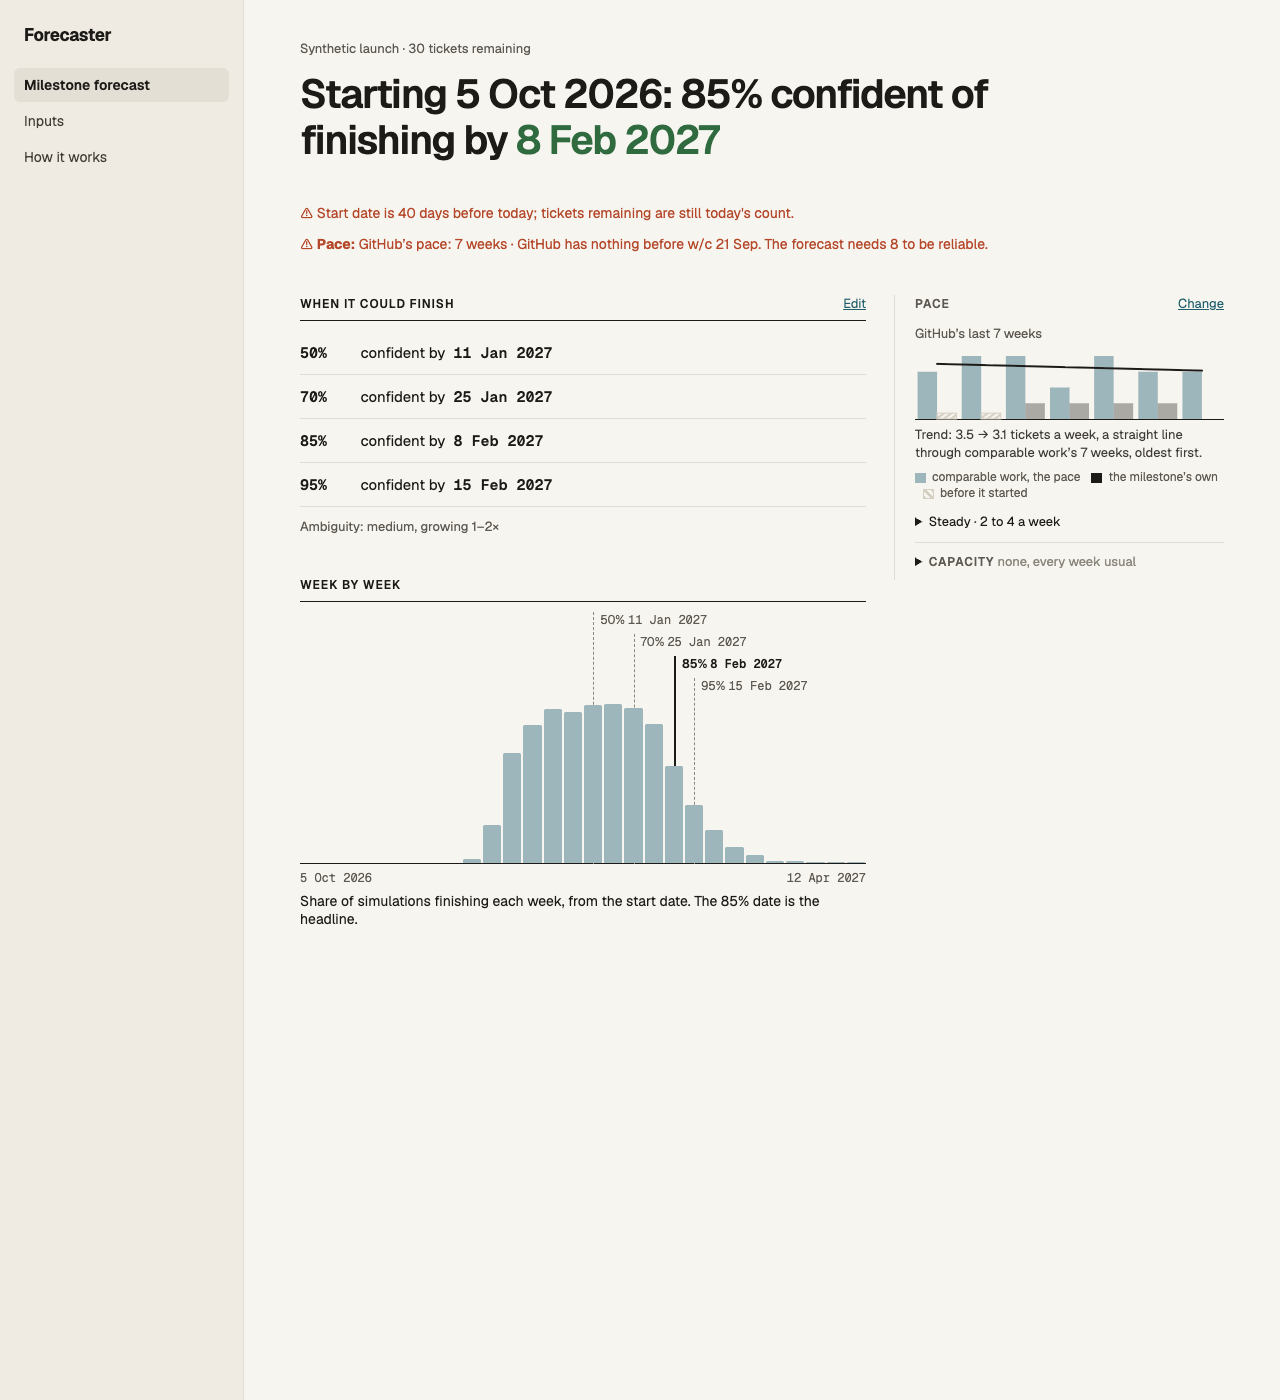 Forecaster
Milestone forecast
Inputs
How it works
Synthetic launch · 30 tickets remaining
Starting 5 Oct 2026: 85% confident of
finishing by 8 Feb 2027
⚠ Start date is 40 days before today; tickets remaining are still today's count.
⚠ Pace: GitHub's pace: 7 weeks · GitHub has nothing before w/c 21 Sep. The forecast needs 8 to be reliable.
WHEN IT COULD FINISH Edit
50% confident by 11 Jan 2027
70% confident by 25 Jan 2027
85% confident by 8 Feb 2027
95% confident by 15 Feb 2027
Ambiguity: medium, growing 1–2×
WEEK BY WEEK
50% 11 Jan 2027
70% 25 Jan 2027
85% 8 Feb 2027
95% 15 Feb 2027
5 Oct 2026 12 Apr 2027
Share of simulations finishing each week, from the start date. The 85% date is the
headline.
PACE Change
GitHub's last 7 weeks
Trend: 3.5 → 3.1 tickets a week, a straight line
through comparable work's 7 weeks, oldest first.
comparable work, the pace the milestone's own
before it started
▶ Steady · 2 to 4 a week
▶ CAPACITY none, every week usual